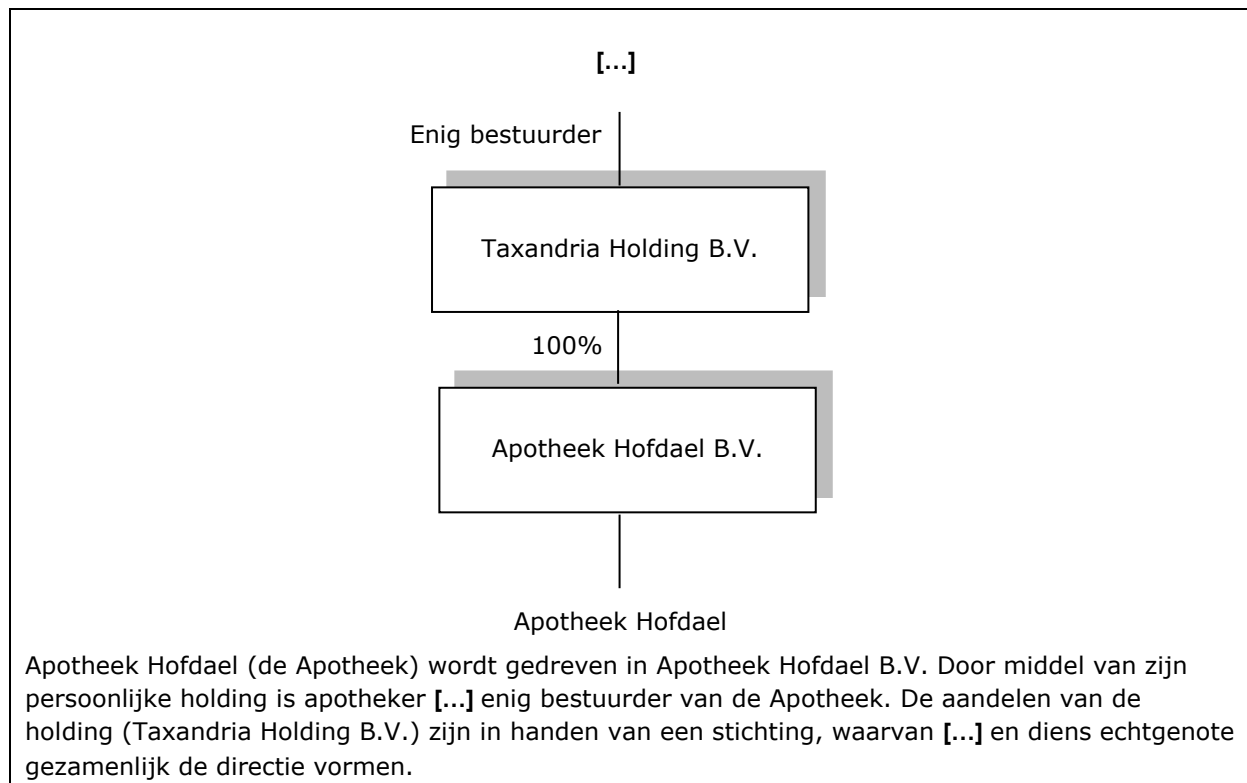 [...]
Enig bestuurder
Taxandria Holding B.V.
100%
Apotheek Hofdael B.V.
Apotheek Hofdael
Apotheek Hofdael (de Apotheek) wordt gedreven in Apotheek Hofdael B.V. Door middel van zijn
persoonlijke holding is apotheker [...] enig bestuurder van de Apotheek. De aandelen van de
holding (Taxandria Holding B.V.) zijn in handen van een stichting, waarvan [...] en diens echtgenote
gezamenlijk de directie vormen.